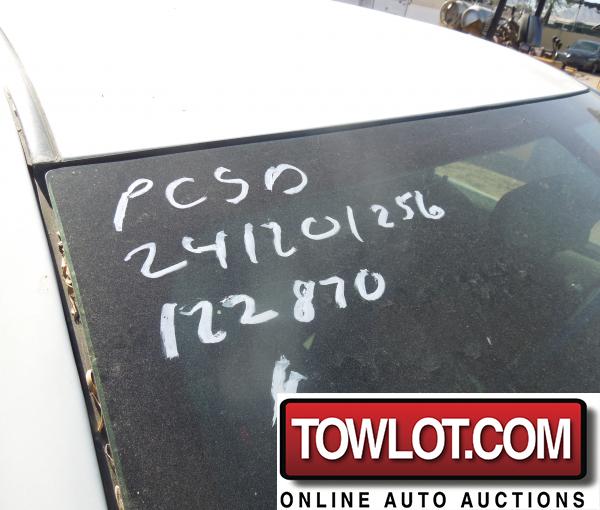 PCSD
241201256
122870
TOWLOT.COM
ONLINE AUTO AUCTIONS